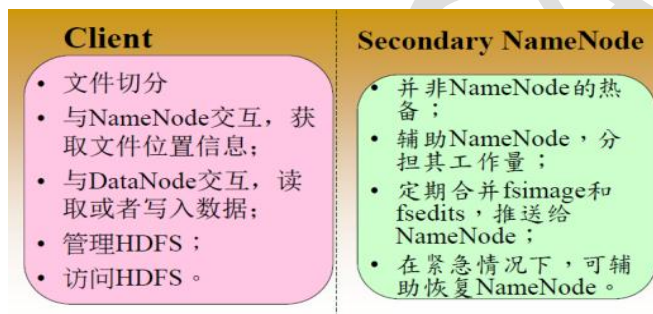 Client
• 文件切分
• 与NameNode交互，获
取文件位置信息;
• 与DataNode交互，读
取或者写入数据;
• 管理HDFS；
• 访问HDFS。
Secondary NameNode
• 并非NameNode的热
备；
• 辅助NameNode，分
担其工作量；
• 定期合并fsimage和
fsedits，推送给
NameNode；
• 在紧急情况下，可辅
助恢复NameNode。